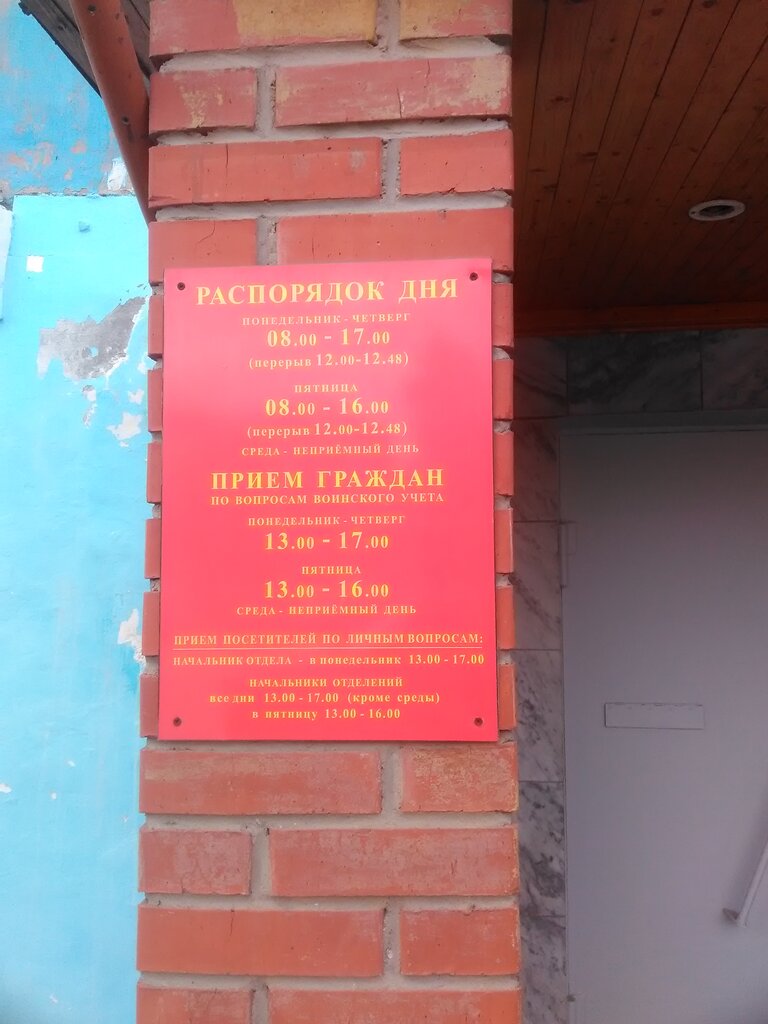 РАСПОРЯДОК ДНЯ
ПОНЕДЕЛЬНИК - ЧЕТВЕРГ
08.00 - 17.00
(перерыв 12.00-12.48)
ПЯТНИЦА
08.00 - 16.00
(перерыв 12.00-12.48)
СРЕДА - НЕПРИЁМНЫЙ ДЕНЬ
ПРИЕМ ГРАЖДАН
ПО ВОПРОСАМ ВОИНСКОГО УЧЕТА
ПОНЕДЕЛЬНИК - ЧЕТВЕРГ
13.00 - 17.00
ПЯТНИЦА
13.00 - 16.00
СРЕДА - НЕПРИЁМНЫЙ ДЕНЬ
ПРИЕМ ПОСЕТИТЕЛЕЙ ПО ЛИЧНЫМ ВОПРОСАМ:
НАЧАЛЬНИК ОТДЕЛА - в понедельник 13.00 - 17.00
НАЧАЛЬНИКИ ОТДЕЛЕНИЙ
все дни 13.00 - 17.00 (кроме среды)
в пятницу 13.00 - 16.00